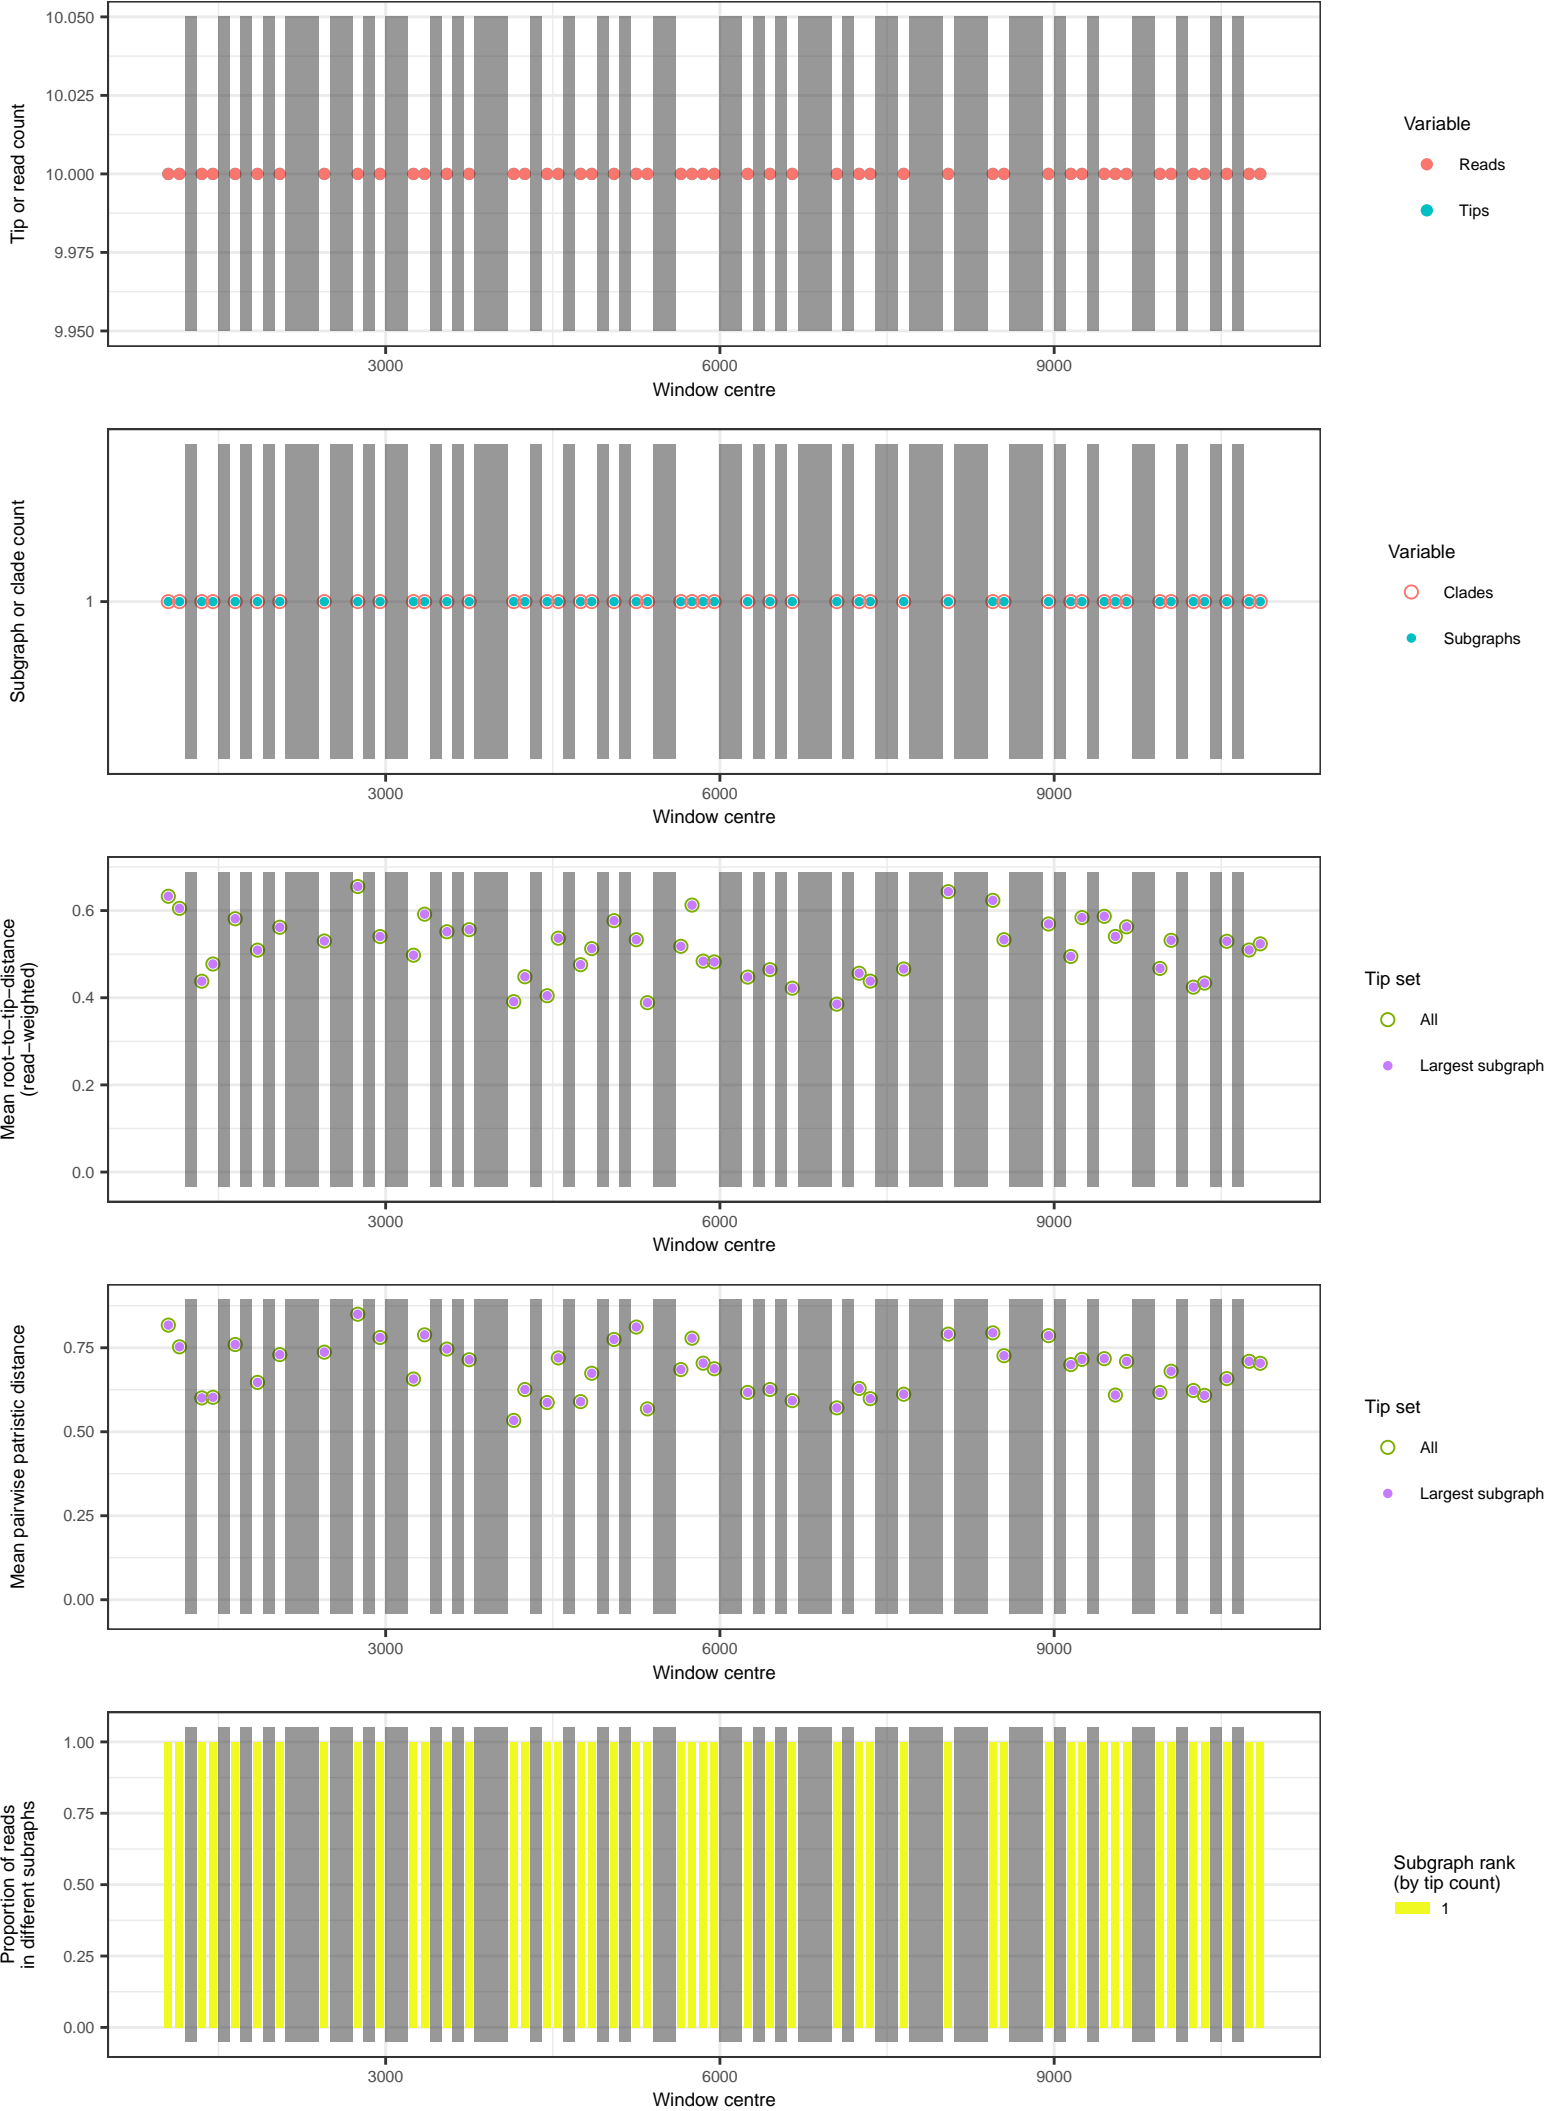 10.050
10.025
10.000
9.975
9.950
Tip or read count
3000 6000 9000
Window centre
Variable
Reads
Tips
1
Subgraph or clade count
3000 6000 9000
Window centre
Variable
Clades
Subgraphs
0.6
0.4
0.2
0.0
Mean root−to−tip−distance
(read−weighted)
3000 6000 9000
Window centre
Tip set
All
Largest subgraph
0.75
0.50
0.25
0.00
Mean pairwise patristic distance
3000 6000 9000
Window centre
Tip set
All
Largest subgraph
1.00
0.75
0.50
0.25
0.00
Proportion of reads
in different subraphs
3000 6000 9000
Window centre
Subgraph rank
(by tip count)
1